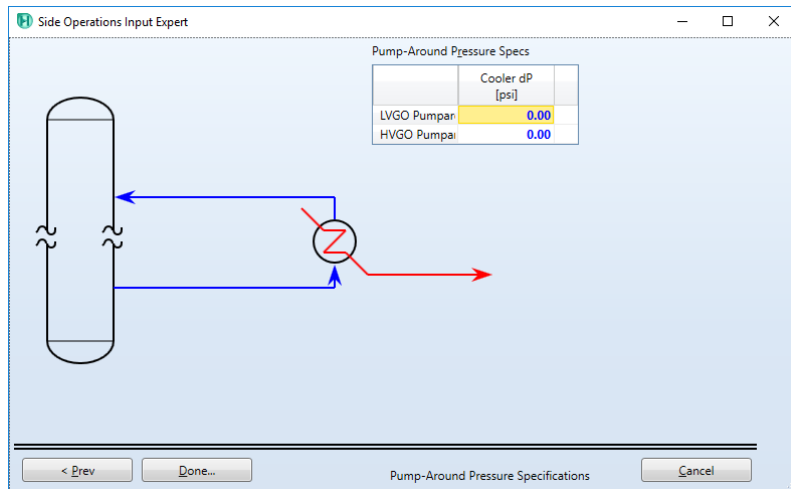 Side Operations Input Expert
Pump-Around Pressure Specs
Cooler dP
[psi]
LVGO Pumpar 0.00
HVGO Pumpar 0.00
< Prev
Done...
Pump-Around Pressure Specifications
Cancel